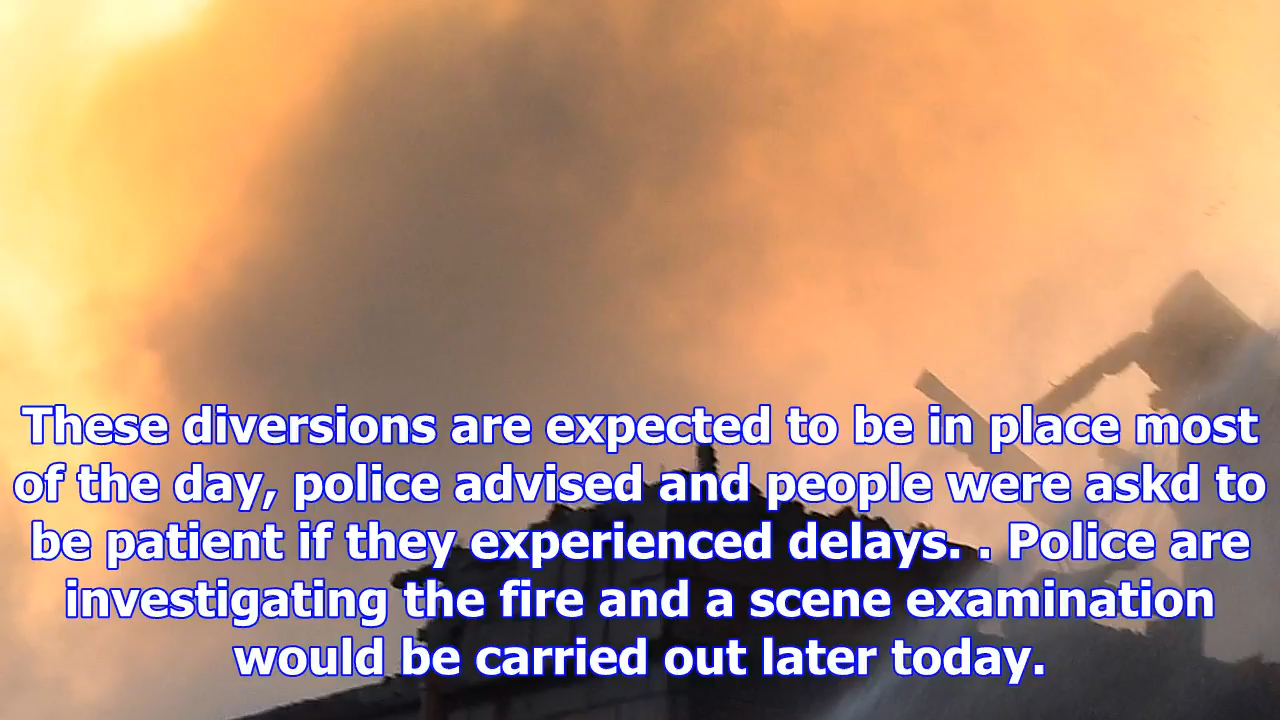 These diversions are expected to be in place most
of the day, police advised and people were askd to
be patient if they experienced delays. . Police are
investigating the fire and a scene examination
would be carried out later today.